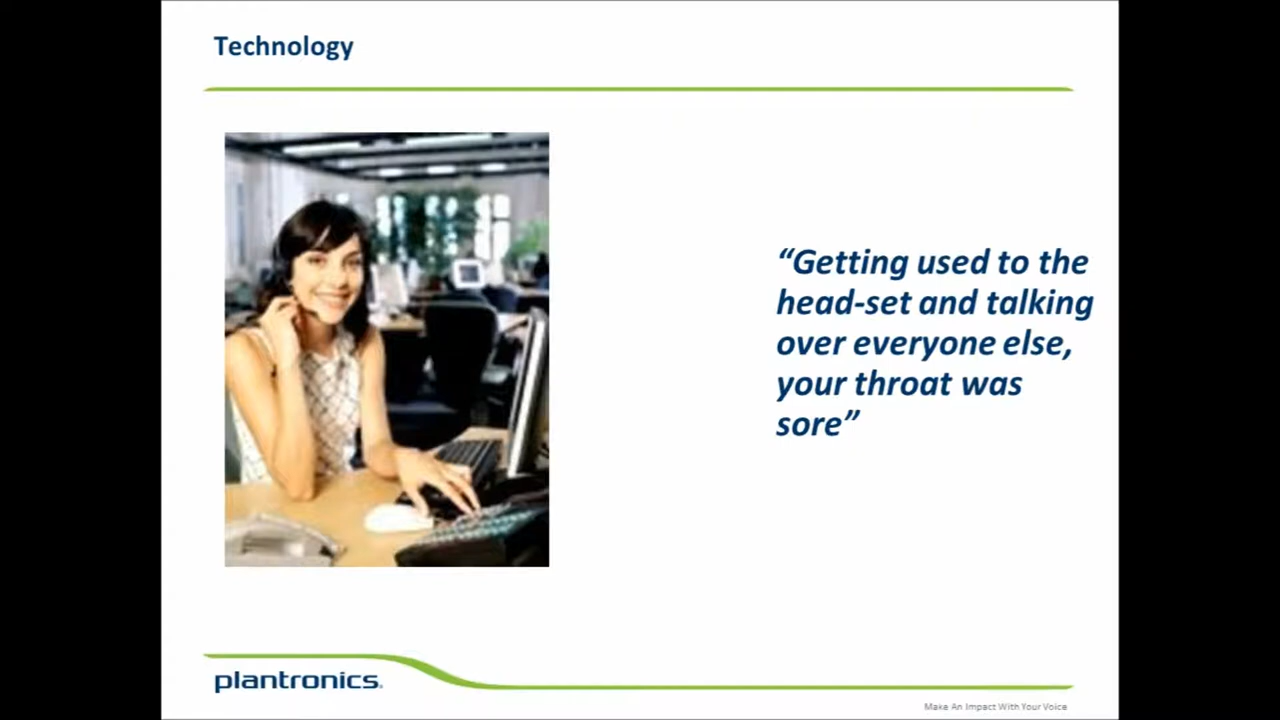 Technology
“Getting used to the
head-set and talking
over everyone else,
your throat was
sore”
plantronics®
Make An Impact With Your Voice